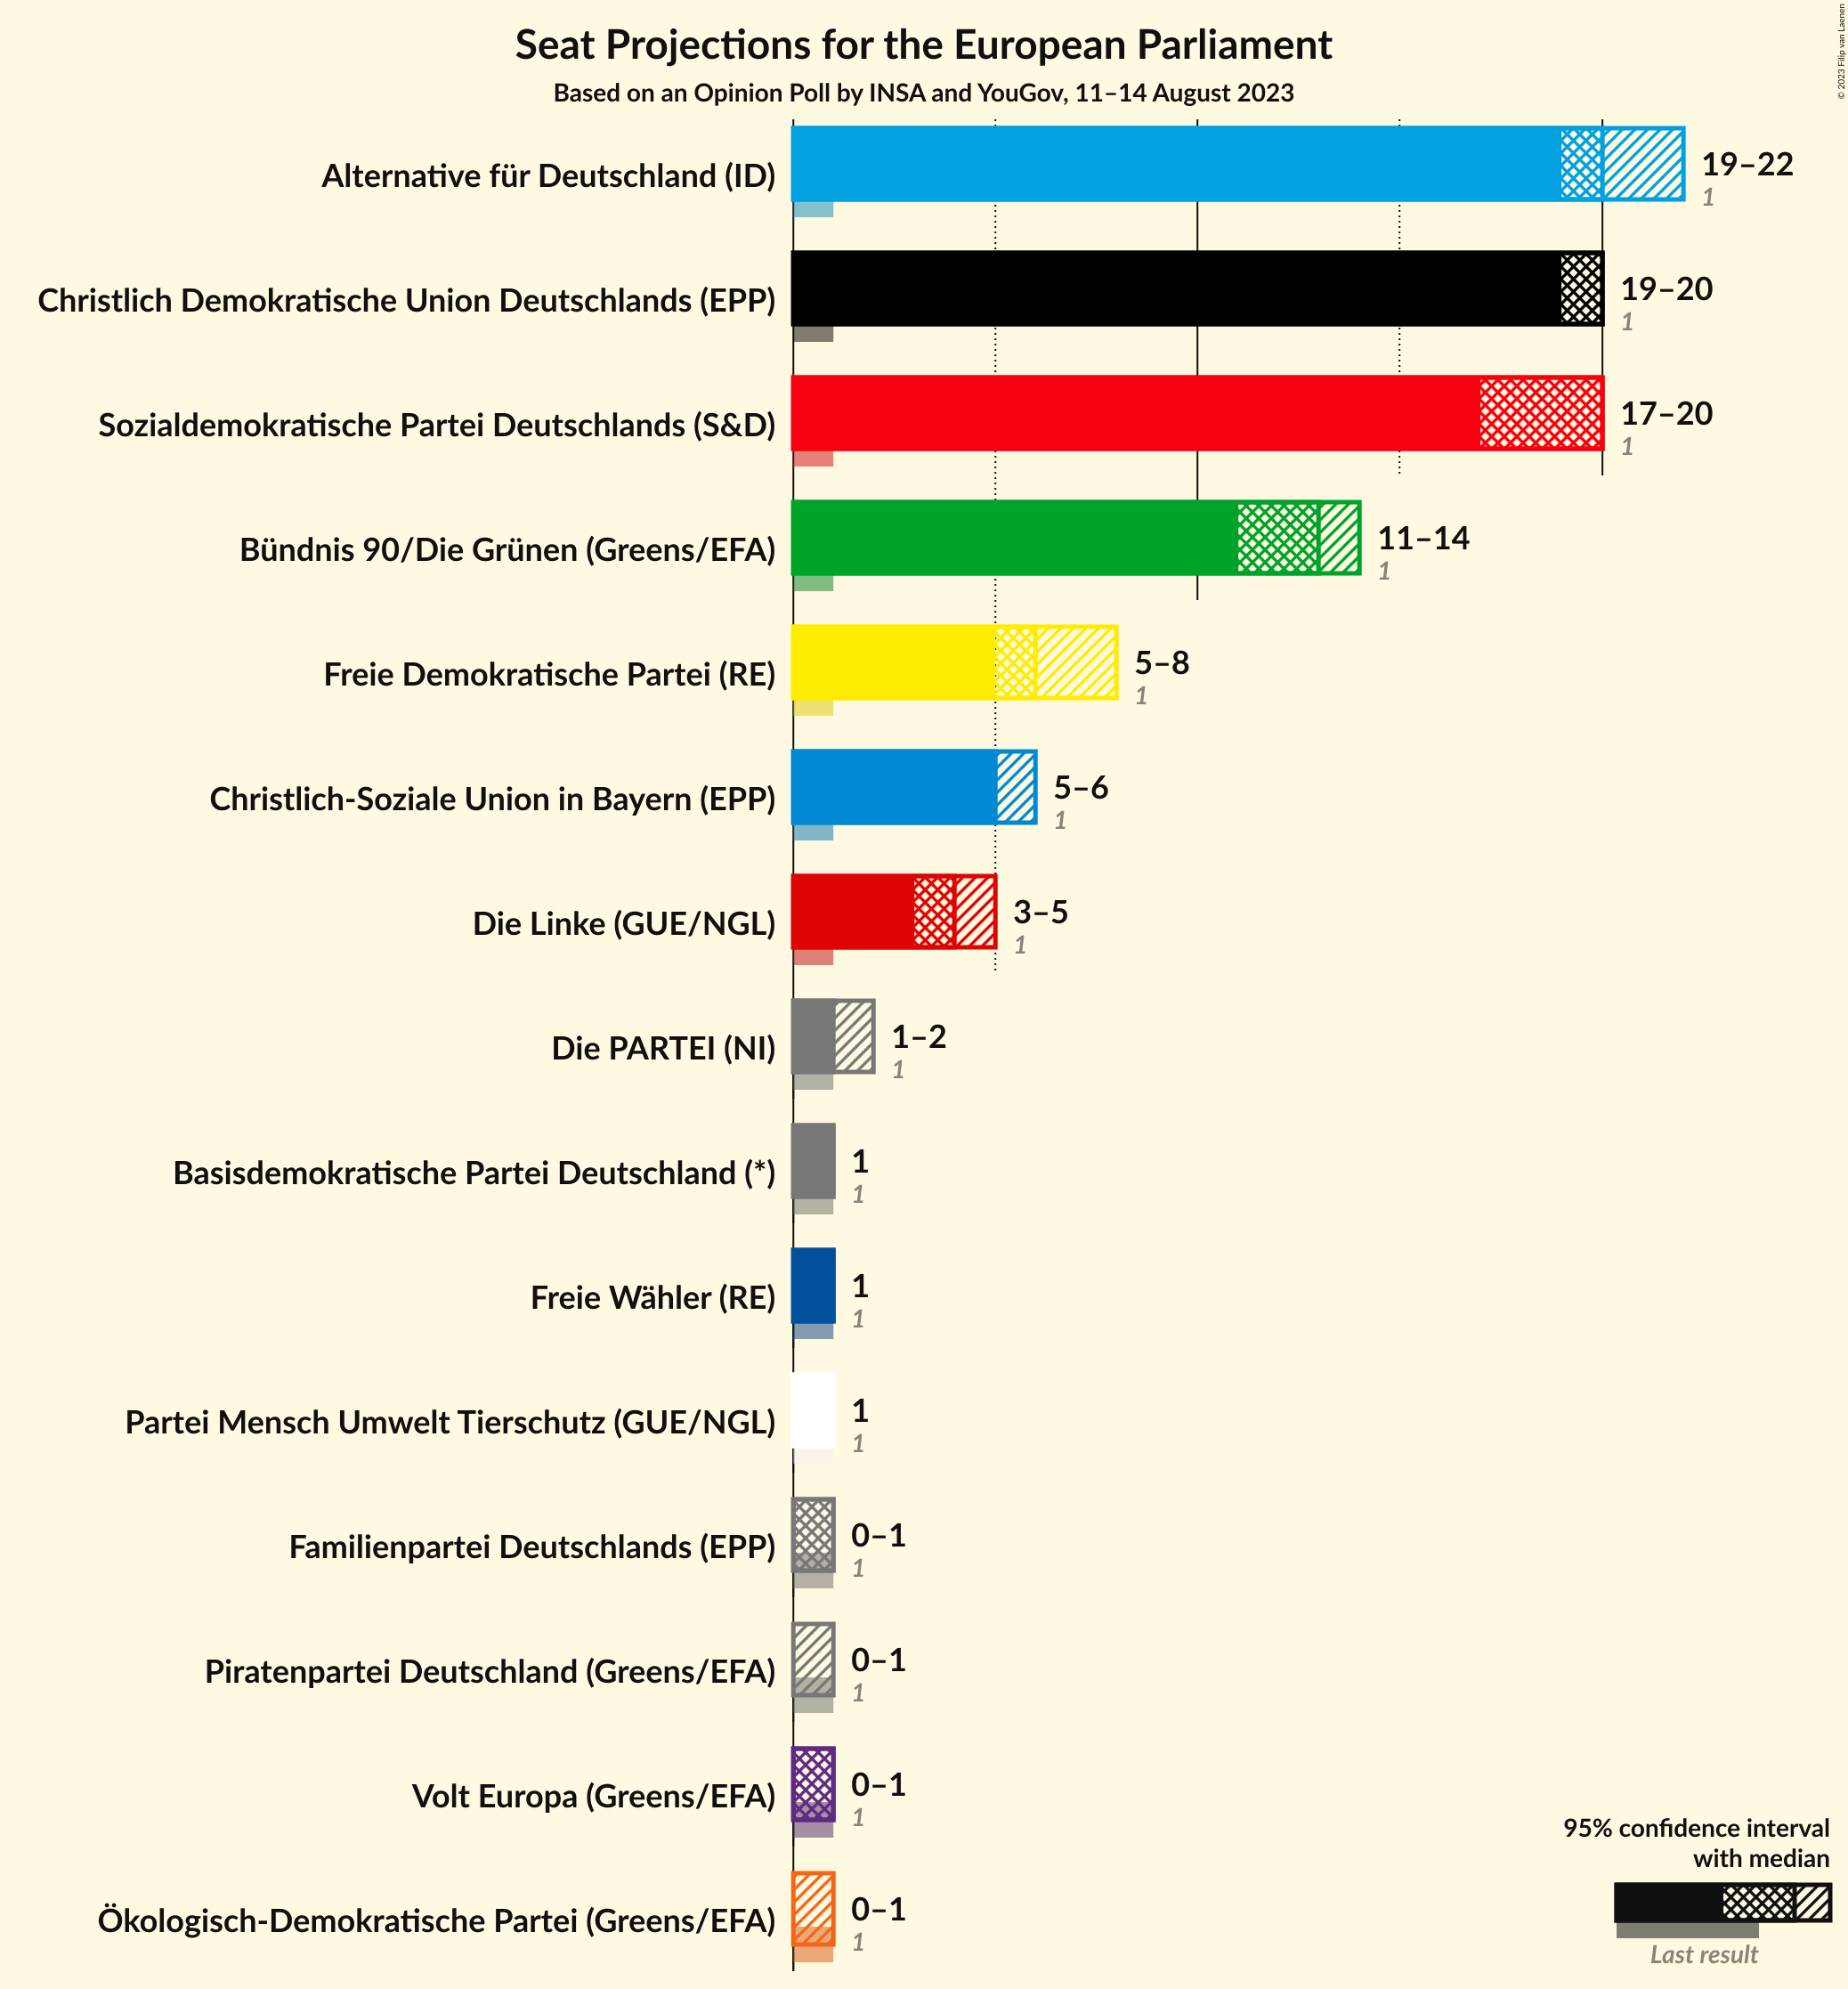 Seat Projections for the European Parliament
Based on an Opinion Poll by INSA and YouGov, 11–14 August 2023
© 2023 Filip van Laenen
Alternative für Deutschland (ID)
19–22
1
Christlich Demokratische Union Deutschlands (EPP)
19–20
1
Sozialdemokratische Partei Deutschlands (S&D)
17–20
1
Bündnis 90/Die Grünen (Greens/EFA)
11–14
1
Freie Demokratische Partei (RE)
5–8
1
Christlich-Soziale Union in Bayern (EPP)
5–6
1
Die Linke (GUE/NGL)
3–5
1
Die PARTEI (NI)
1–2
1
Basisdemokratische Partei Deutschland (*)
1
1
Freie Wähler (RE)
1
1
Partei Mensch Umwelt Tierschutz (GUE/NGL)
1
1
Familienpartei Deutschlands (EPP)
0–1
1
Piratenpartei Deutschland (Greens/EFA)
0–1
1
Volt Europa (Greens/EFA)
0–1
1
Ökologisch-Demokratische Partei (Greens/EFA)
0–1
1
95% confidence interval
with median
Last result